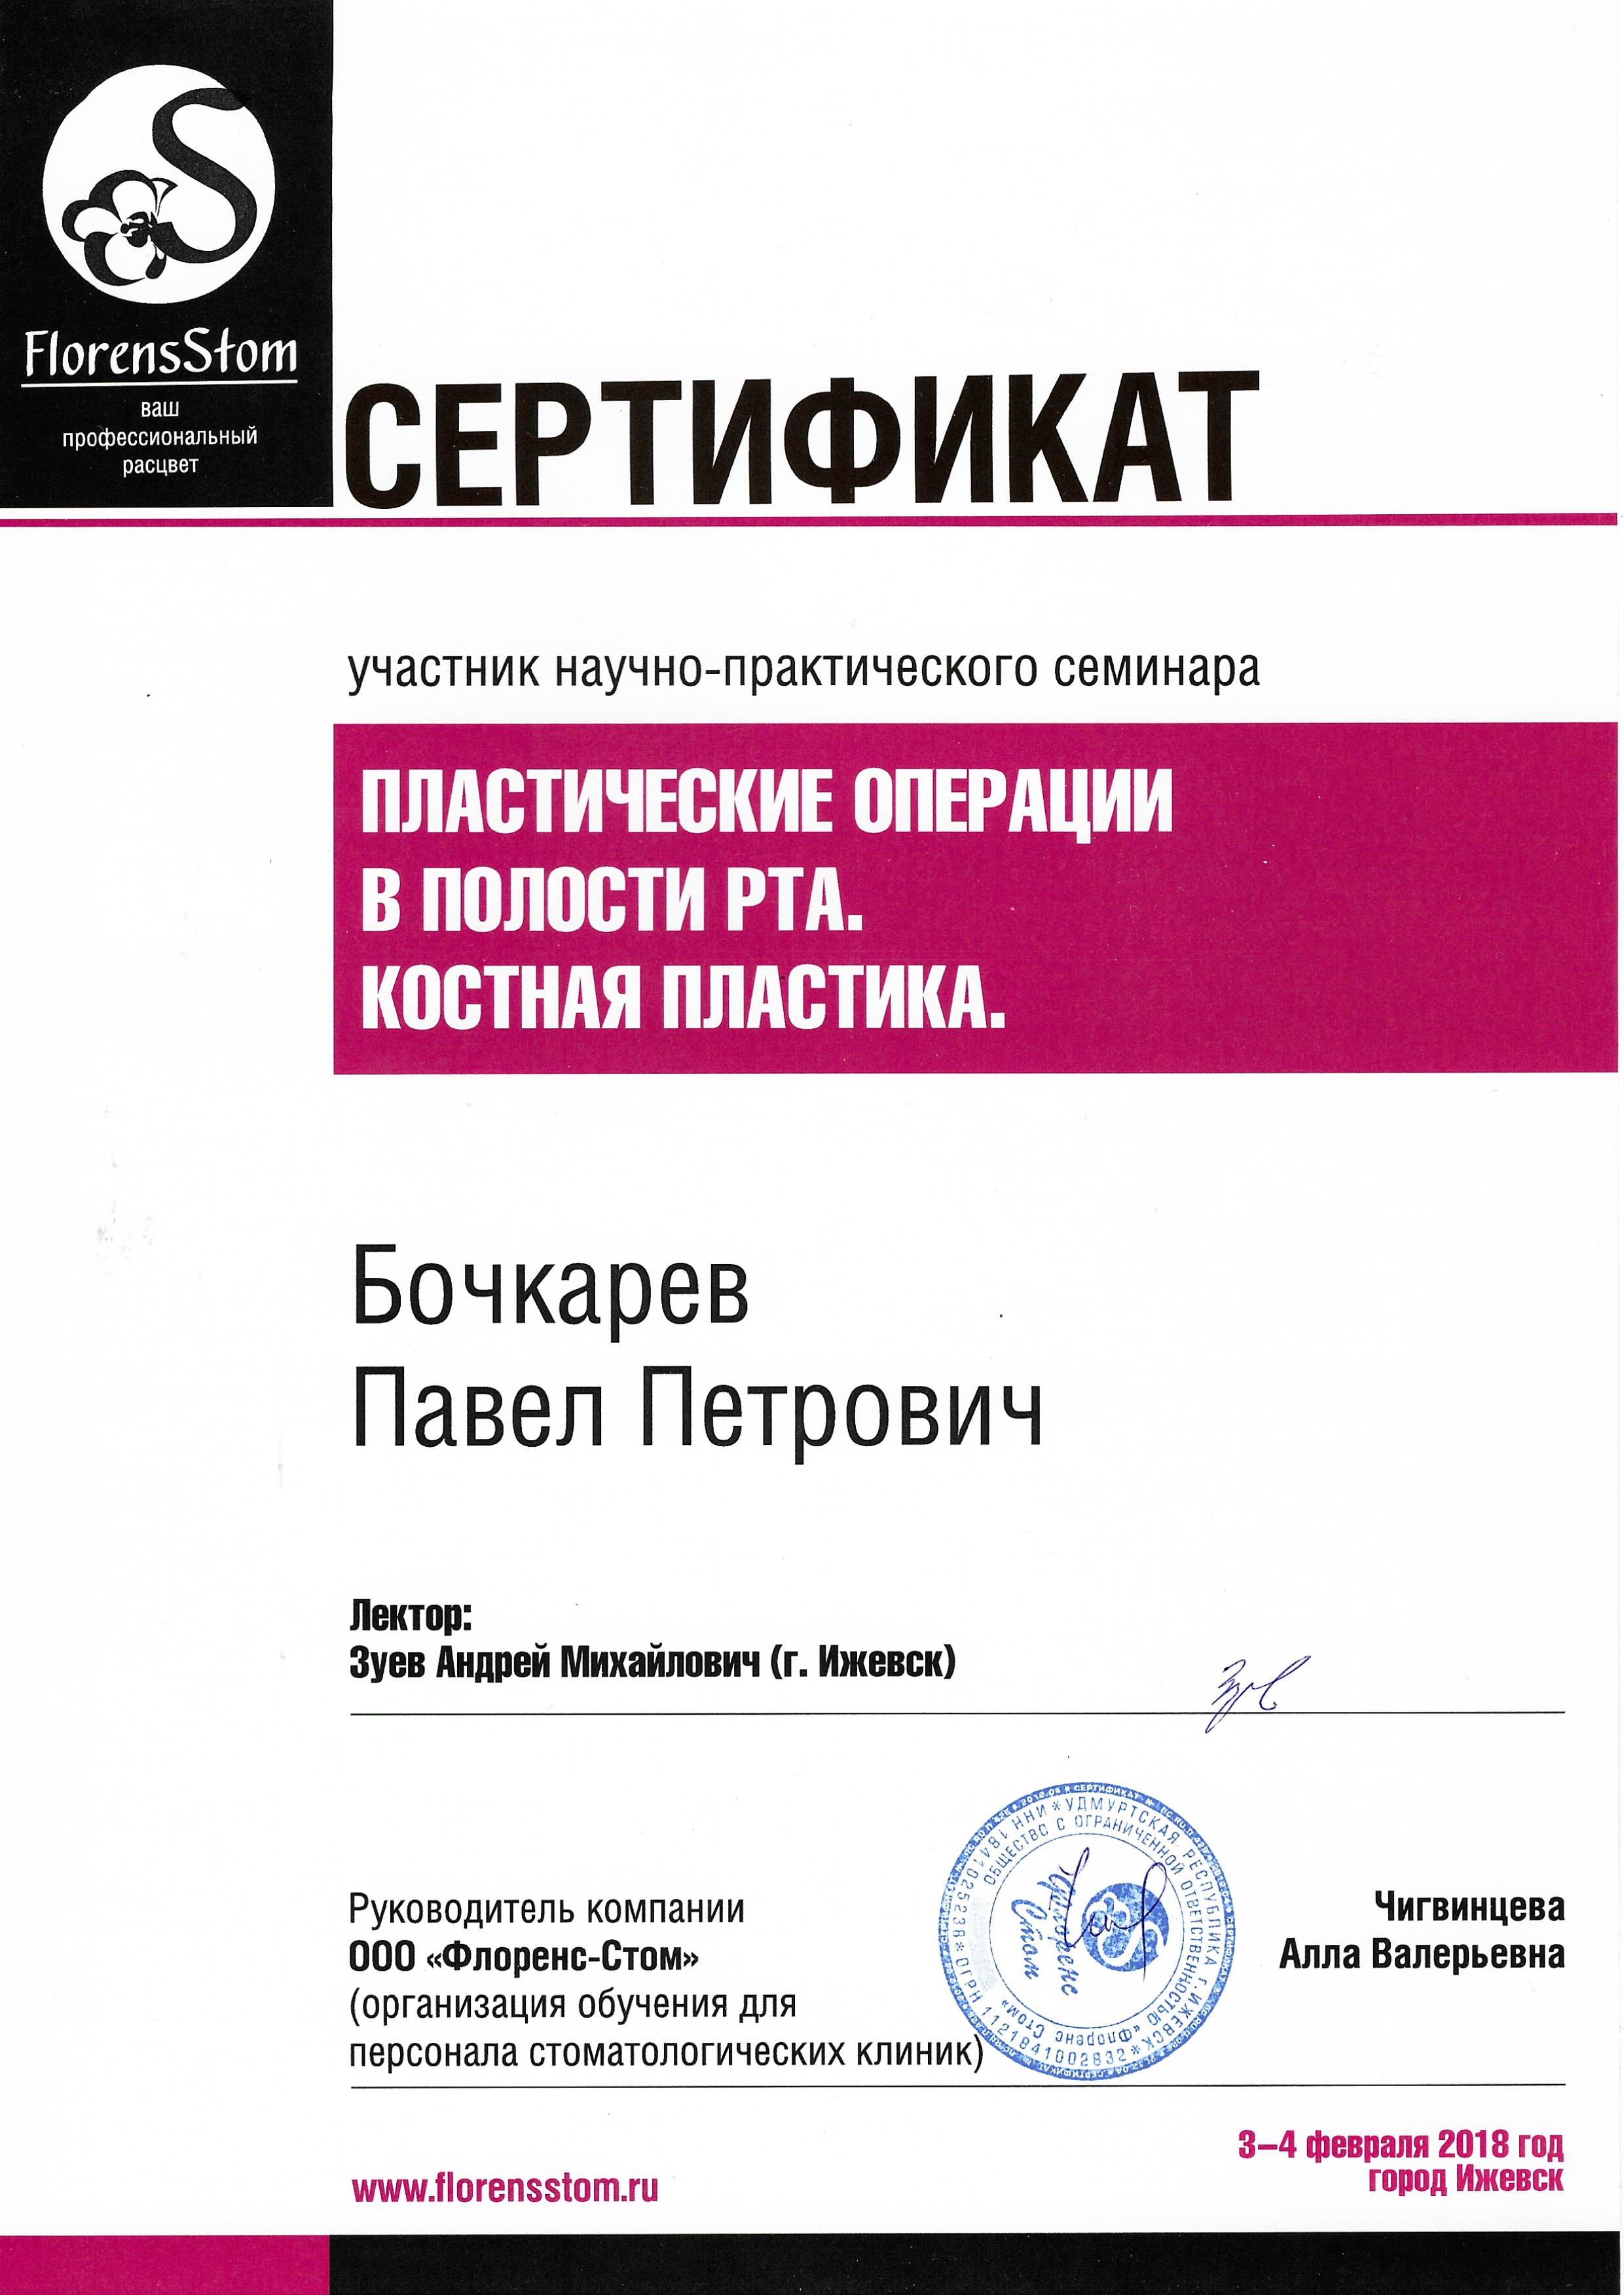 FlorensStom
ваш
профессиональный
расцвет
СЕРТИФИКАТ
участник научно-практического семинара
ПЛАСТИЧЕСКИЕ ОПЕРАЦИИ
В ПОЛОСТИ РТА.
КОСТНАЯ ПЛАСТИКА.
Бочкарев
Павел Петрович
Лектор:
Зуев Андрей Михайлович (г. Ижевск)
Руководитель компании
ООО «Флоренс-Стом»
(организация обучения для
персонала стоматологических клиник)
УДМУРТСКАЯ РЕСПУБЛИКА г. ИЖЕВСК * ОГРН 1121841002832 * ИНН 1841025236 *
ОБЩЕСТВО С ОГРАНИЧЕННОЙ ОТВЕТСТВЕННОСТЬЮ «Флоренс Стом»
Флоренс
Стом
Чигвинцева
Алла Валерьевна
3–4 февраля 2018 год
город Ижевск
www.florensstom.ru